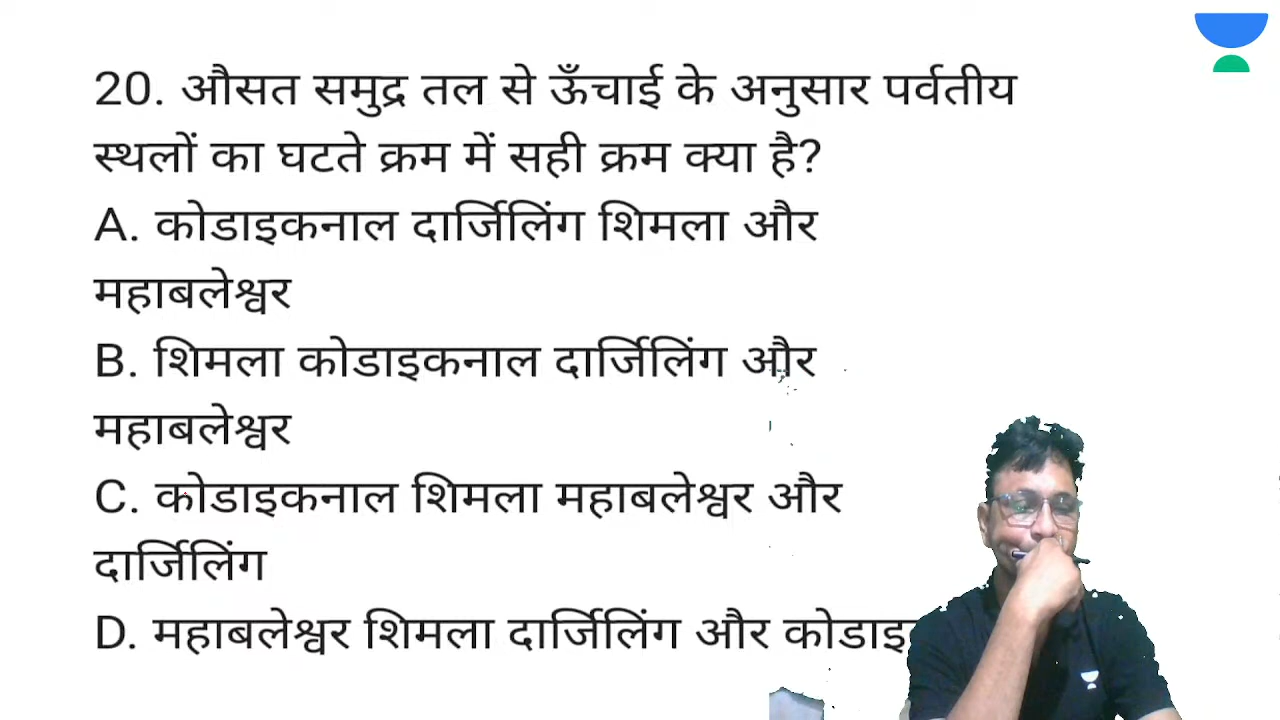 20. औसत समुद्र तल से ऊँचाई के अनुसार पर्वतीय
स्थलों का घटते क्रम में सही क्रम क्या है?
A. कोडाइकनाल दार्जिलिंग शिमला और
महाबलेश्वर
B. शिमला कोडाइकनाल दार्जिलिंग और
महाबलेश्वर
C. कोडाइकनाल शिमला महाबलेश्वर और
दार्जिलिंग
D. महाबलेश्वर शिमला दार्जिलिंग और